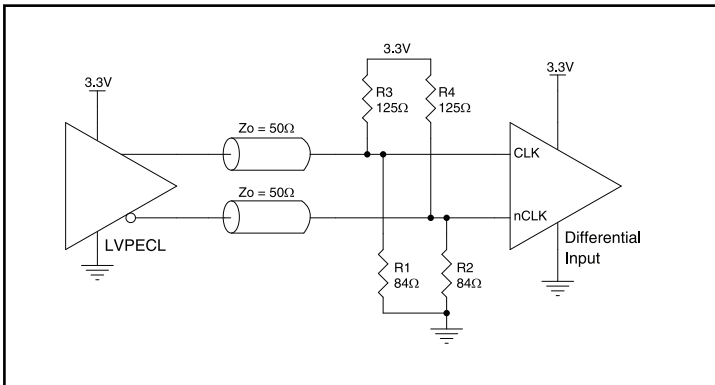 3.3V
3.3V
3.3V
R3
125Ω
R4
125Ω
Zo = 50Ω
CLK
Zo = 50Ω
nCLK
LVPECL
Differential
Input
R1
84Ω
R2
84Ω